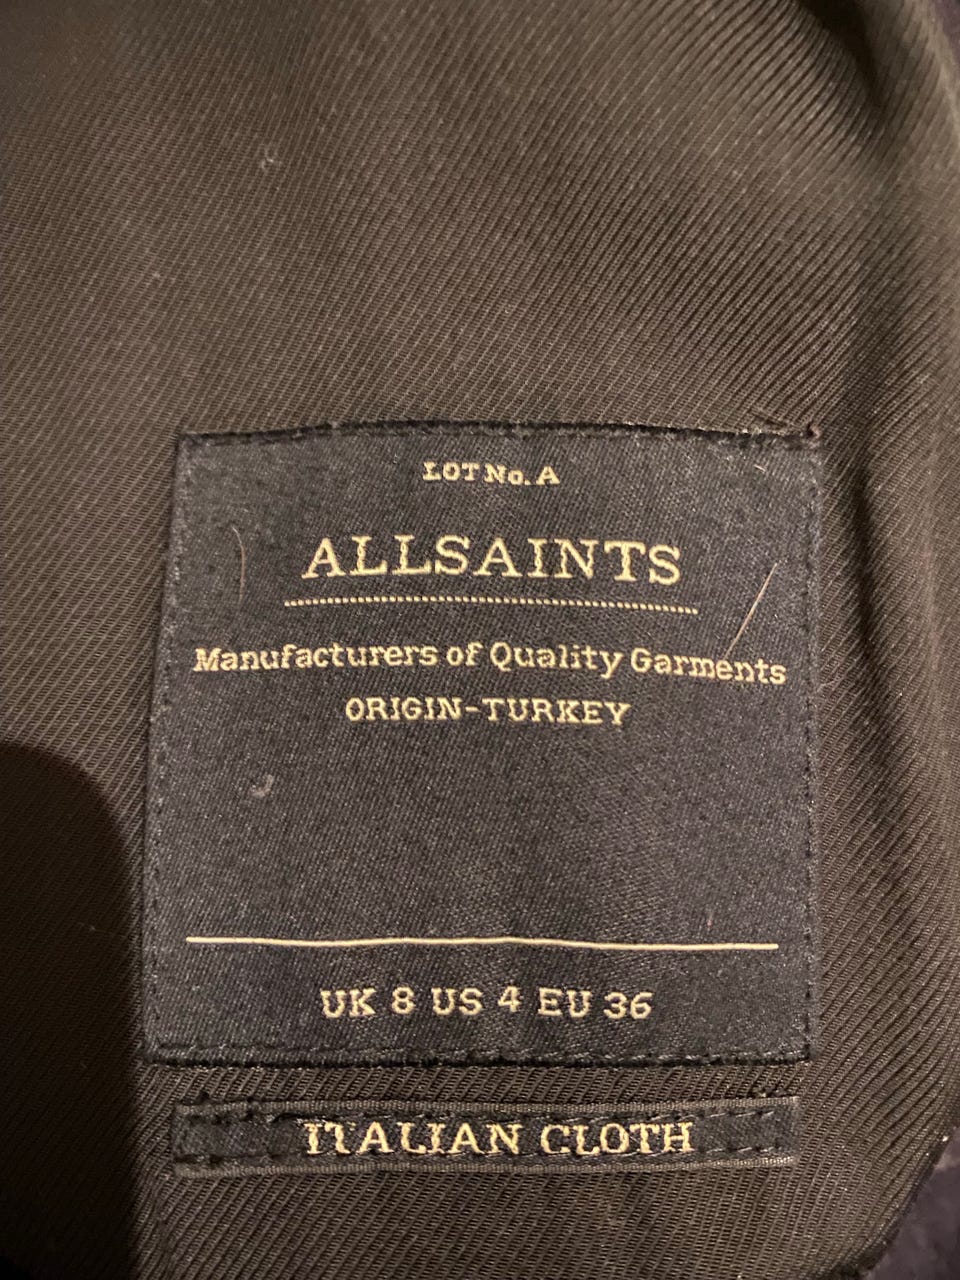 LOT No. A
ALLSAINTS
Manufacturers of Quality Garments
ORIGIN-TURKEY
UK 8 US 4 EU 36
ITALIAN CLOTH